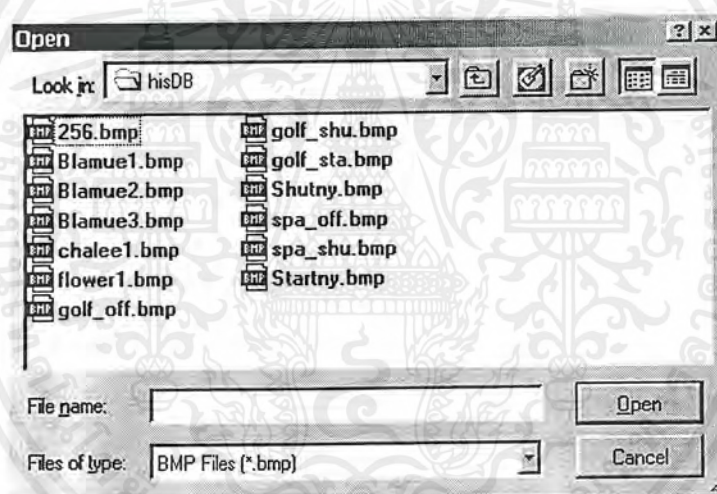 Open
Look in: hisDB
256.bmp
Blamue1.bmp
Blamue2.bmp
Blamue3.bmp
chalee1.bmp
flower1.bmp
golf_off.bmp
golf_shu.bmp
golf_sta.bmp
Shutny.bmp
spa_off.bmp
spa_shu.bmp
Startny.bmp
File name:
Open
Files of type: BMP Files (*.bmp)
Cancel